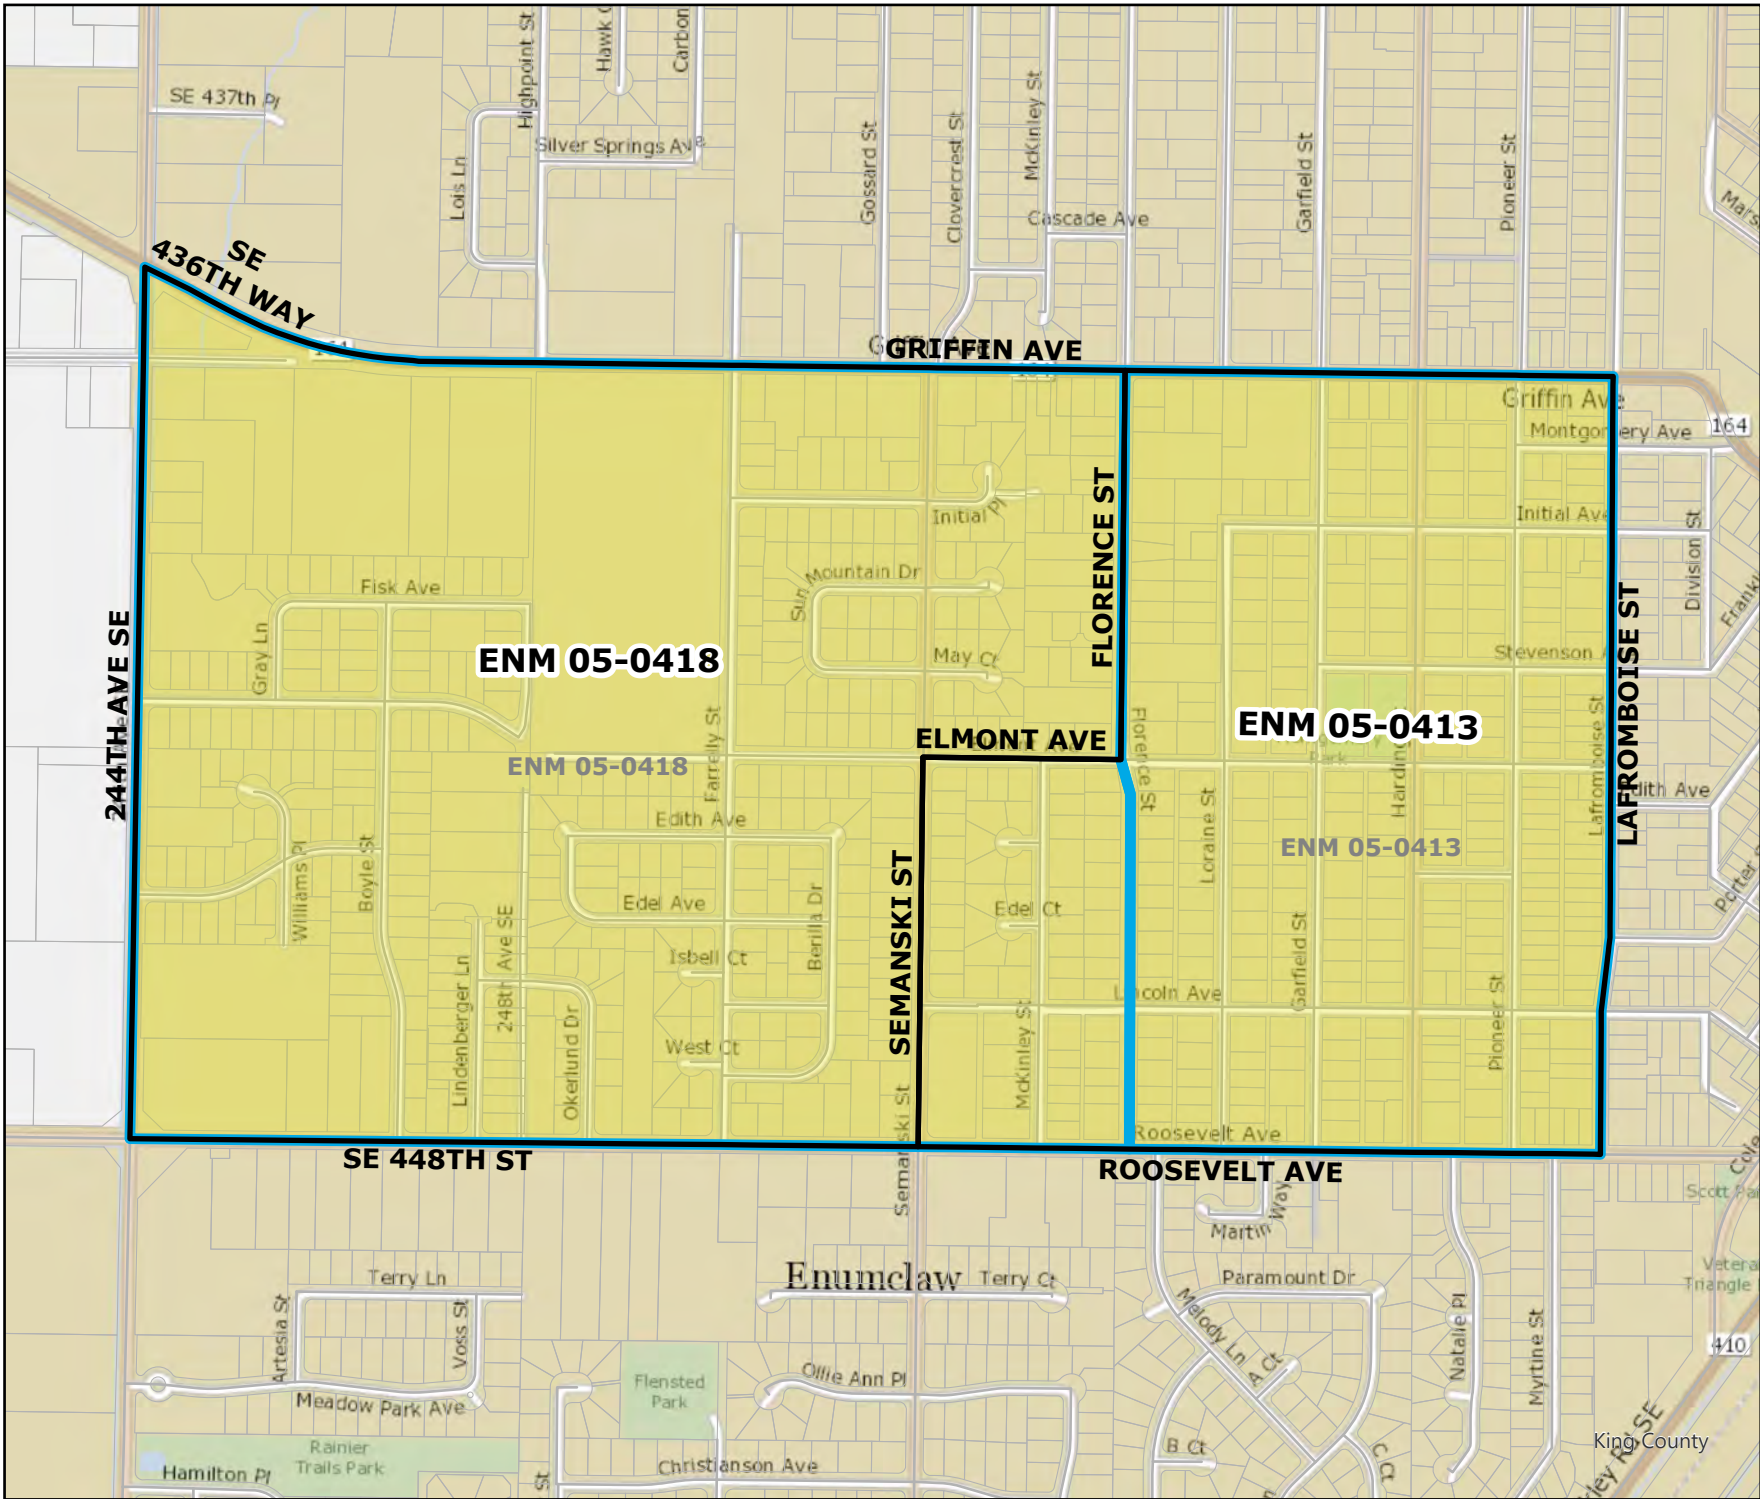 Highpoint St
Hawk
Carbon
SE 437th Pl
Silver Springs Ave
Lois Ln
Gossard St
Clovercrest St
McKinley St
Cascade Ave
Garfield St
Pioneer St
SE
436TH WAY
GRIFFIN AVE
Griffin Ave
Montgomery Ave
164
Initial Pl
Initial Ave
Division St
FLORENCE ST
Sun Mountain Dr
Fisk Ave
Gray Ln
May Ct
Stevenson
244TH AVE SE
ENM 05-0418
LAFROMBOISE ST
Farrelly St
ELMONT AVE
Florence St
ENM 05-0413
Park
Lafromboise St
ENM 05-0418
Edith Ave
Edith Ave
Loraine St
ENM 05-0413
Williams Pl
Boyle St
SEMANSKI ST
Edel Ave
Berilla Dr
Edel Ct
Garfield St
Porter
248th Ave SE
Isbell Ct
Lindenberger Ln
Lincoln Ave
Pioneer St
Okerlund Dr
West Ct
McKinley St
Semanski St
Roosevelt Ave
SE 448TH ST
ROOSEVELT AVE
Cole
Scott Par
Martin Way
Enumclaw
Terry Ln
Terry Ct
Paramount Dr
Vetera
Triangle
Artesia St
Voss St
Melody Ln
Natalie Pl
Myrtine St
410
A Ct
Flensted
Park
Ollie Ann Pl
Meadow Park Ave
B Ct
C Ct
King County
Rainier
Trails Park
Hamilton Pl
St
Christianson Ave